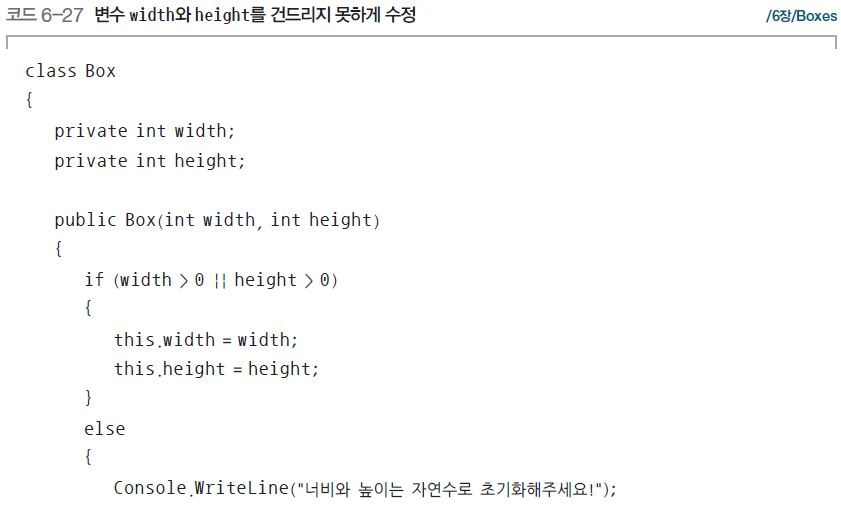 코드 6-27 변수 width와 height를 건드리지 못하게 수정 /6장/Boxes
class Box
{
private int width;
private int height;
public Box(int width, int height)
{
if (width > 0 || height > 0)
{
this.width = width;
this.height = height;
}
else
{
Console.WriteLine("너비와 높이는 자연수로 초기화해주세요!");